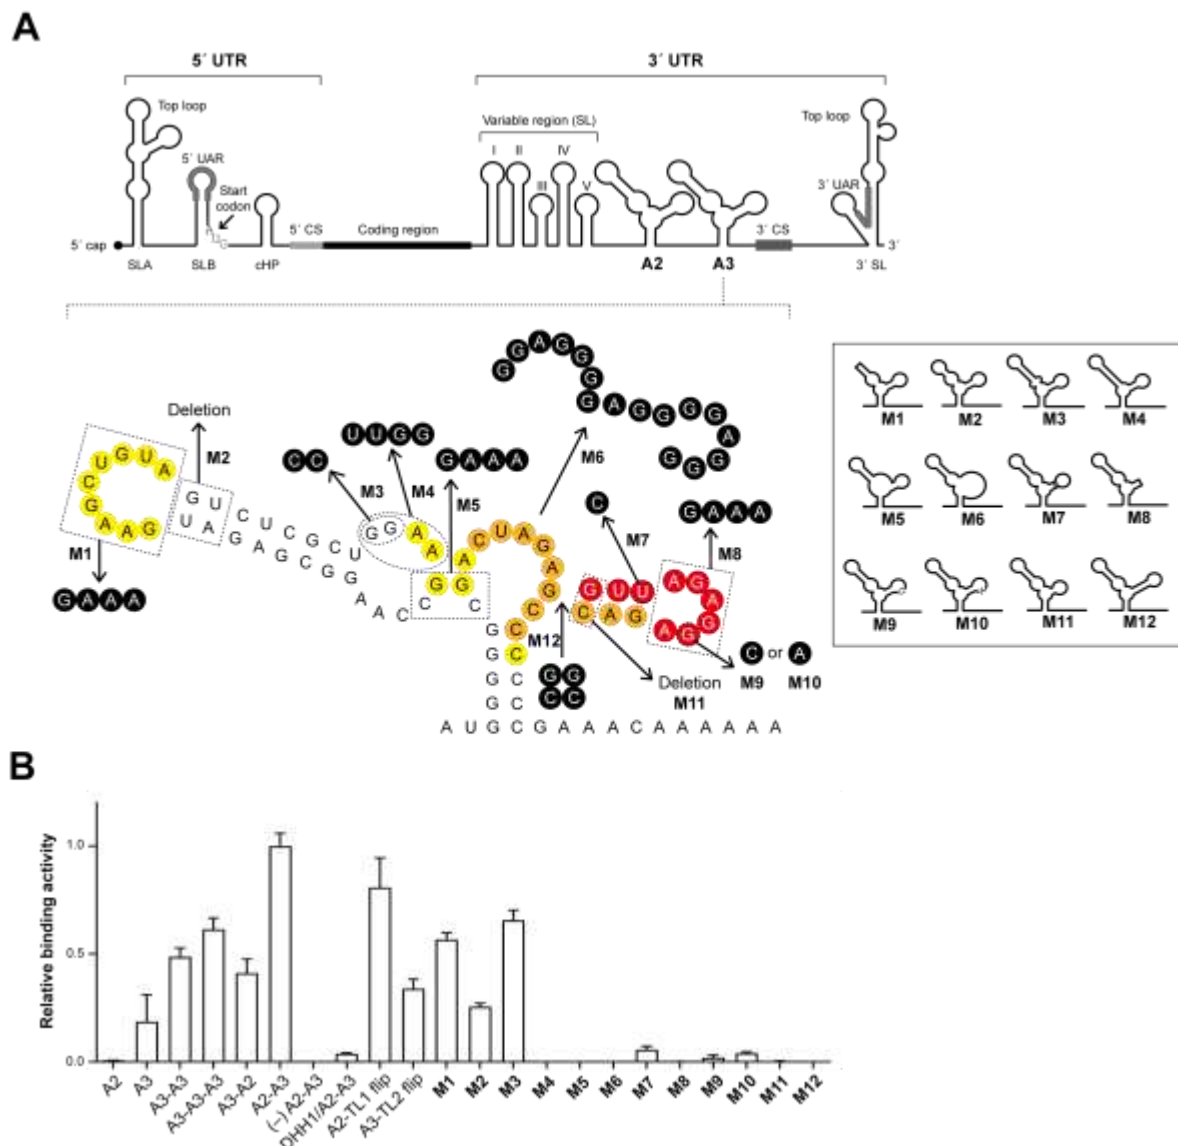 A
5´ UTR
3´ UTR
Top loop
Variable region (SL)
Top loop
I II III IV V
5´ UAR
Start codon
3´ UAR
5´ cap
5´ CS
Coding region
3´ CS
3´
SLA SLB cHP A2 A3 3´ SL
G G A G G G G A G G G G A G G G
Deletion
M2
U U G G
C C
G A A A
M3 M4 M5 M6
C
G A A A
M7 M8
A U G U C G A A G
M1
G A A A
G U C U C U C G C U G G A A
U A G A G C G G A A C C G G C
A C U A G A G C C C
G U U A G A G G A
C A G
M12
G G
C C
Deletion
M11
C or A
M9 M10
G G G G C C C
A U G C G A A A C A A A A A A
M1 M2 M3 M4
M5 M6 M7 M8
M9 M10 M11 M12
B
Relative binding activity
1.0
0.5
0.0
A2
A3
A3-A3
A3-A3-A3
A3-A2
A2-A3
(–) A2-A3
DHH1/A2-A3
A2-TL1 flip
A3-TL2 flip
M1
M2
M3
M4
M5
M6
M7
M8
M9
M10
M11
M12